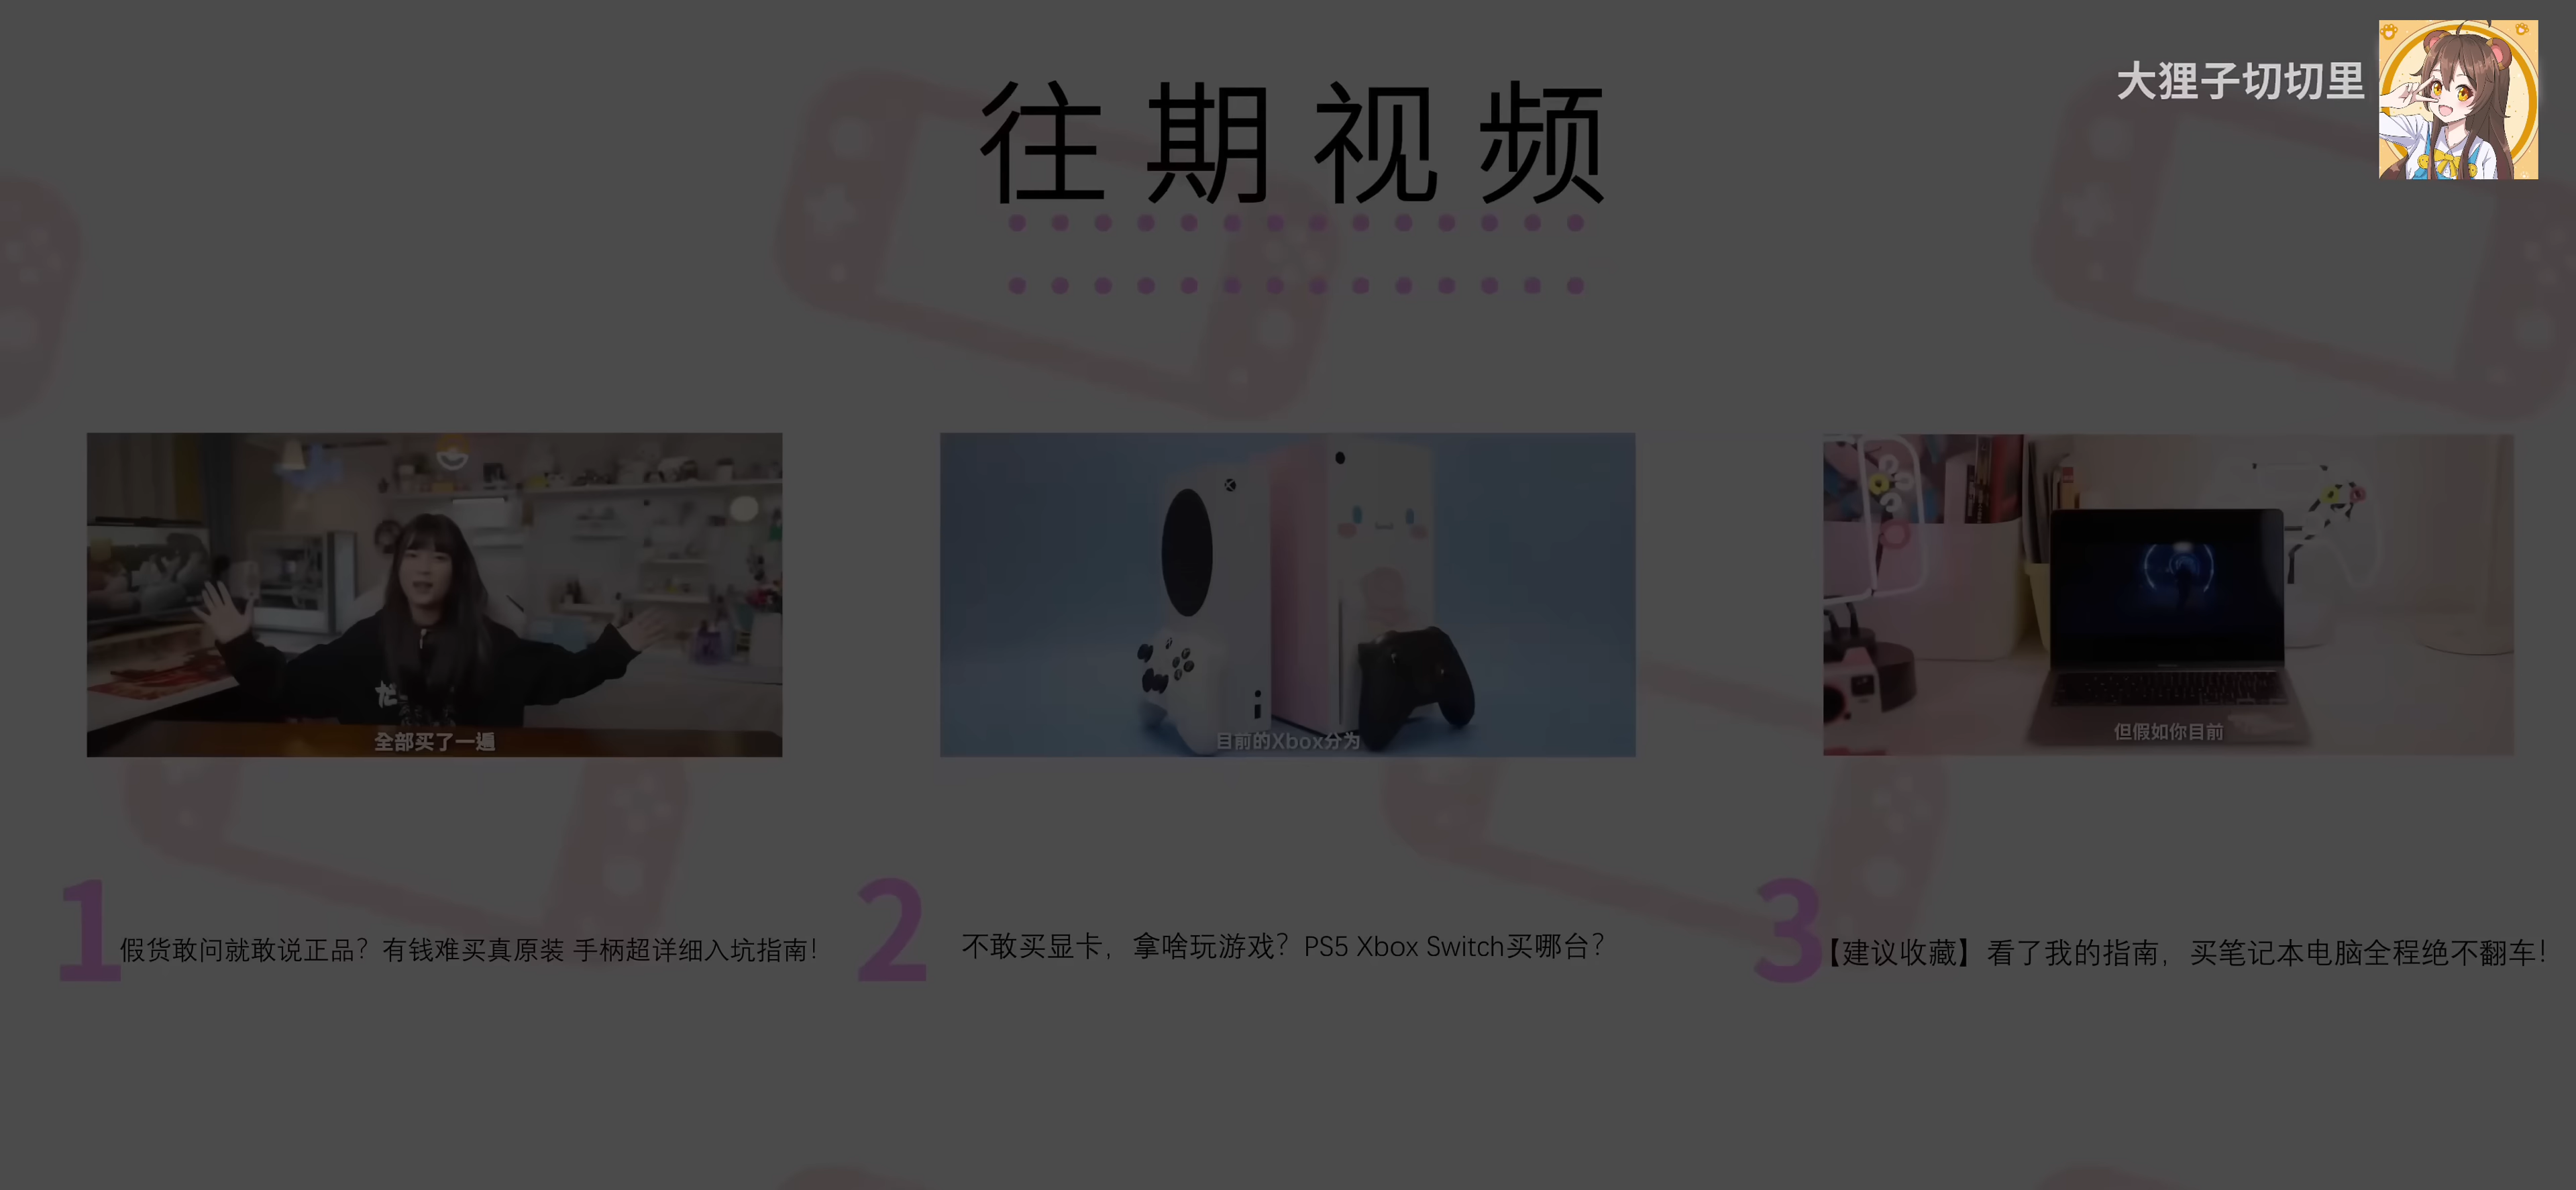 大狸子切切里
往期视频
全部买了一遍
目前的Xbox分为
但假如你目前
1
假货敢问就敢说正品？有钱难买真原装 手柄超详细入坑指南！
2
不敢买显卡，拿啥玩游戏？PS5 Xbox Switch买哪台？
3
【建议收藏】看了我的指南，买笔记本电脑全程绝不翻车！